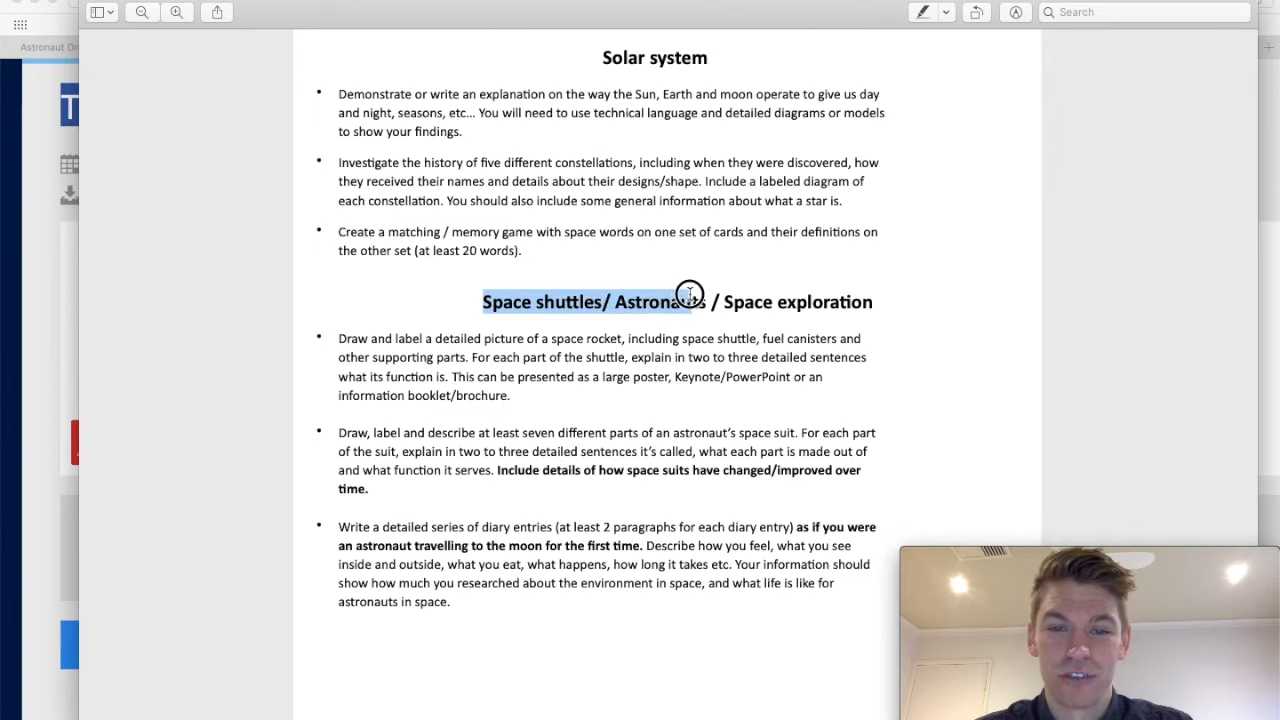 Search
Astronaut Dr
T
Solar system
• Demonstrate or write an explanation on the way the Sun, Earth and moon operate to give us day
and night, seasons, etc… You will need to use technical language and detailed diagrams or models
to show your findings.
• Investigate the history of five different constellations, including when they were discovered, how
they received their names and details about their designs/shape. Include a labeled diagram of
each constellation. You should also include some general information about what a star is.
• Create a matching / memory game with space words on one set of cards and their definitions on
the other set (at least 20 words).
Space shuttles/ Astronauts / Space exploration
• Draw and label a detailed picture of a space rocket, including space shuttle, fuel canisters and
other supporting parts. For each part of the shuttle, explain in two to three detailed sentences
what its function is. This can be presented as a large poster, Keynote/PowerPoint or an
information booklet/brochure.
• Draw, label and describe at least seven different parts of an astronaut’s space suit. For each part
of the suit, explain in two to three detailed sentences it’s called, what each part is made out of
and what function it serves. Include details of how space suits have changed/improved over
time.
• Write a detailed series of diary entries (at least 2 paragraphs for each diary entry) as if you were
an astronaut travelling to the moon for the first time. Describe how you feel, what you see
inside and outside, what you eat, what happens, how long it takes etc. Your information should
show how much you researched about the environment in space, and what life is like for
astronauts in space.